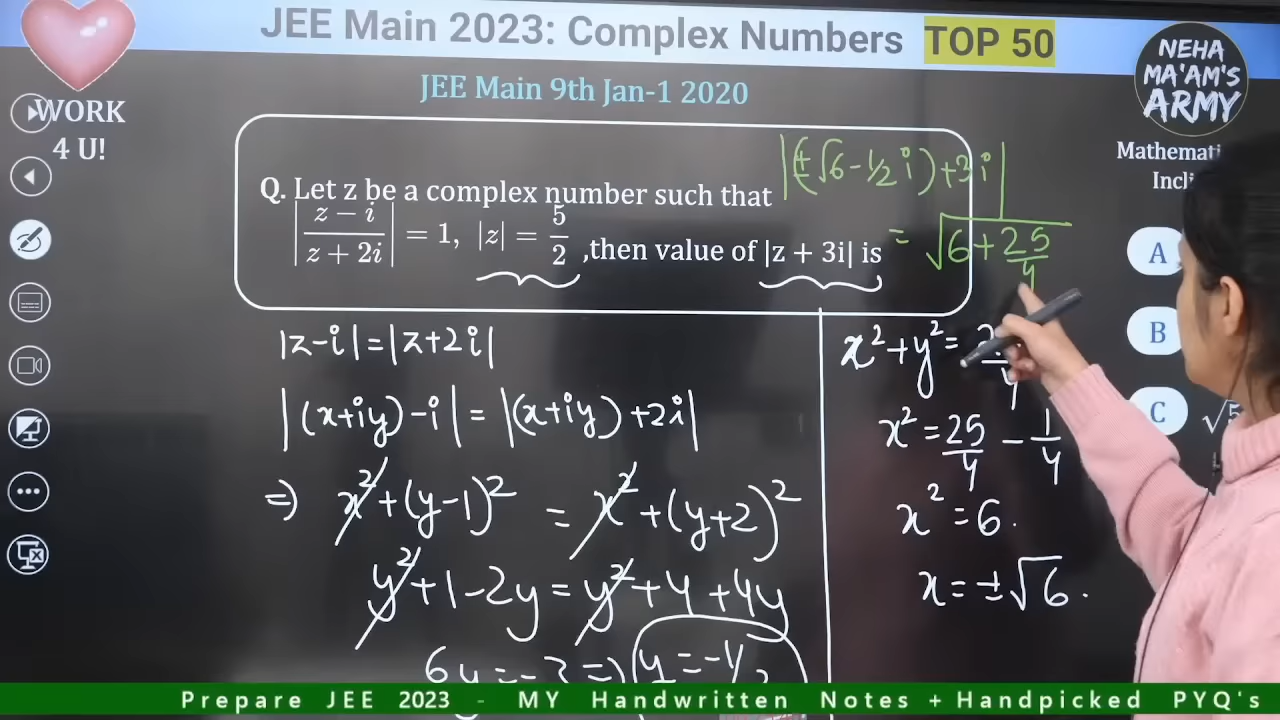 JEE Main 2023: Complex Numbers TOP 50
NEHA
MA'AM'S
ARMY
WORK
4 U!
JEE Main 9th Jan-1 2020
Mathemati
Incl
Q. Let z be a complex number such that
|z − i / z + 2i| = 1, |z| = 5/2 ,then value of |z + 3i| is
|(±√6 - 1/2 i) + 3i|
= √6 + 25/4
A
B
C √5
|z-i| = |z+2i|
|(x+iy)-i| = |(x+iy)+2i|
=) x² + (y-1)² = x² + (y+2)²
y² + 1 - 2y = y² + 4 + 4y
6y = -3 =) y = -1/2
x² + y² =
x² = 25/4 - 1/4
x² = 6.
x = ±√6.
Prepare JEE 2023 - MY Handwritten Notes + Handpicked PYQ's